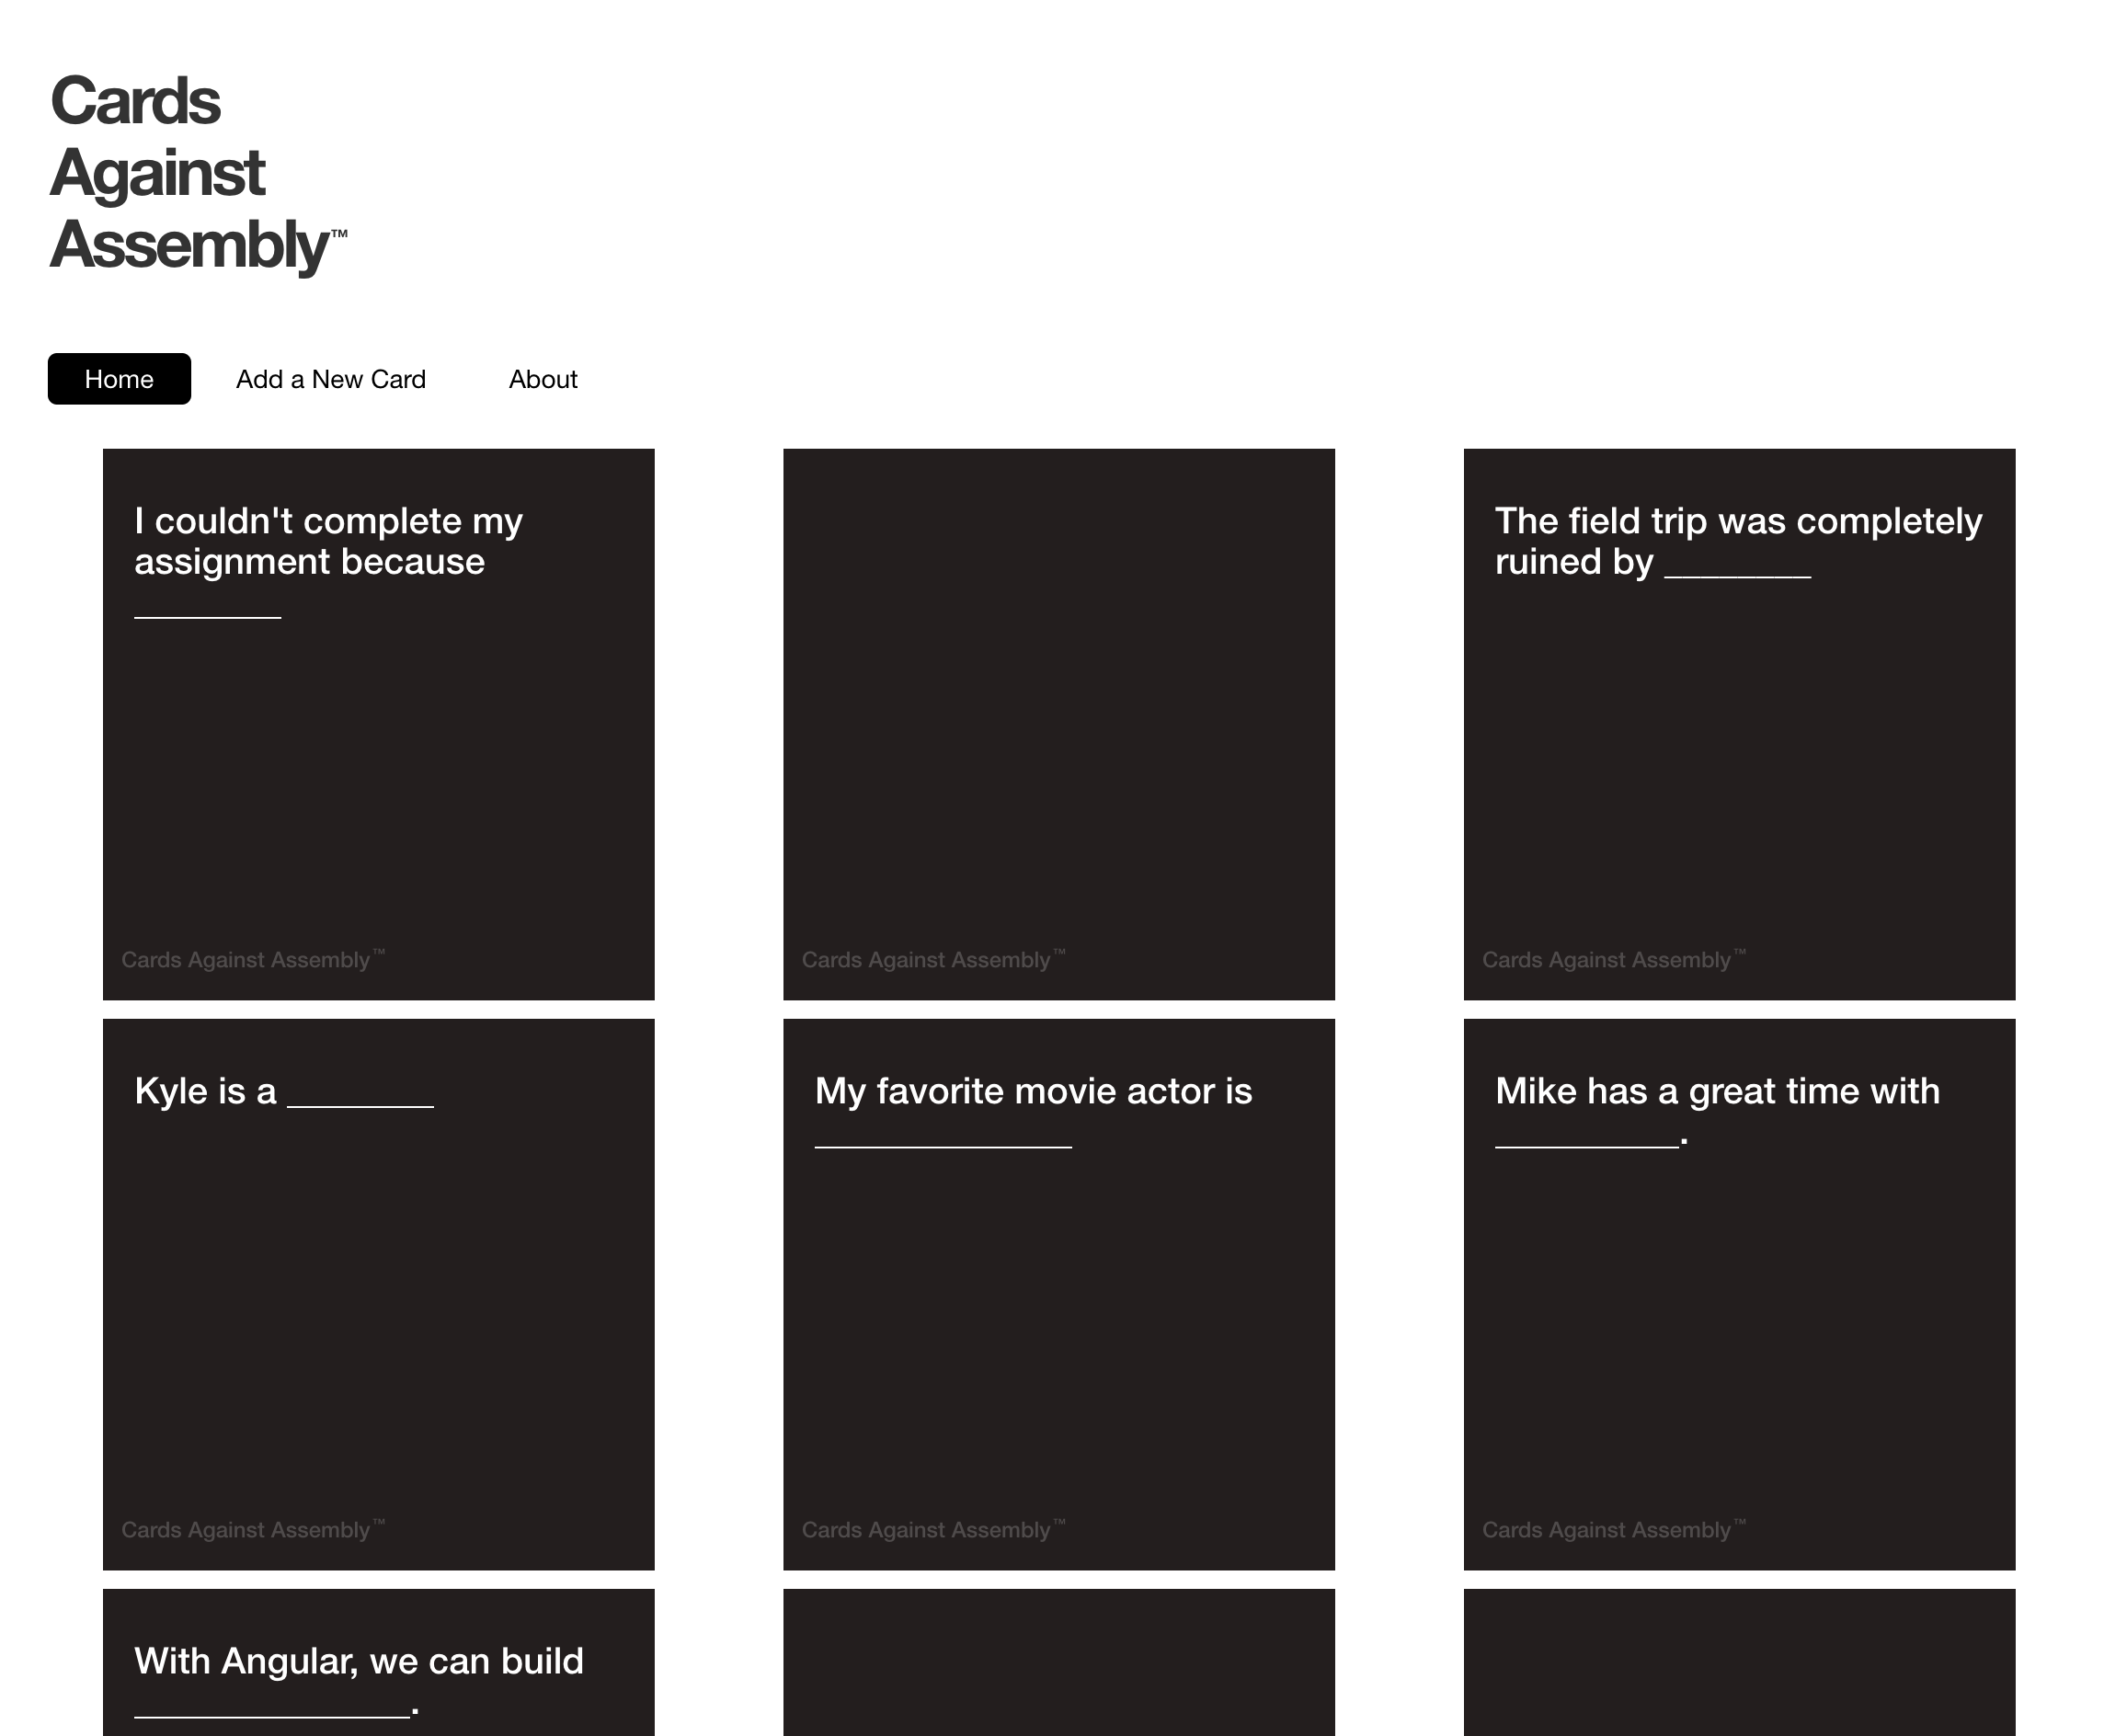 Cards
Against
Assembly™
Home Add a New Card About
I couldn't complete my
assignment because
________
The field trip was completely
ruined by ________
Cards Against Assembly™
Cards Against Assembly™
Cards Against Assembly™
Kyle is a ________
My favorite movie actor is
______________
Mike has a great time with
__________.
Cards Against Assembly™
Cards Against Assembly™
Cards Against Assembly™
With Angular, we can build
_______________.